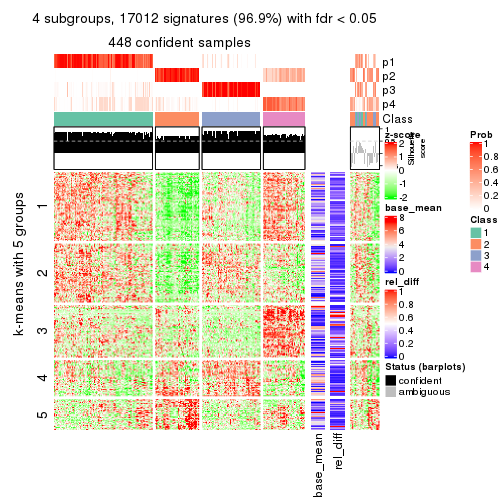 4 subgroups, 17012 signatures (96.9%) with fdr < 0.05
448 confident samples
p1
p2
p3
p4
Class
1
Silhouette
score
k-means with 5 groups
1
2
3
4
5
base_mean
rel_diff
z-score
2
1
0
-1
-2
base_mean
8
6
4
2
0
rel_diff
1
0.8
0.6
0.4
0.2
0
Status (barplots)
confident
ambiguous
Prob
1
0.8
0.6
0.4
0.2
0
Class
1
2
3
4